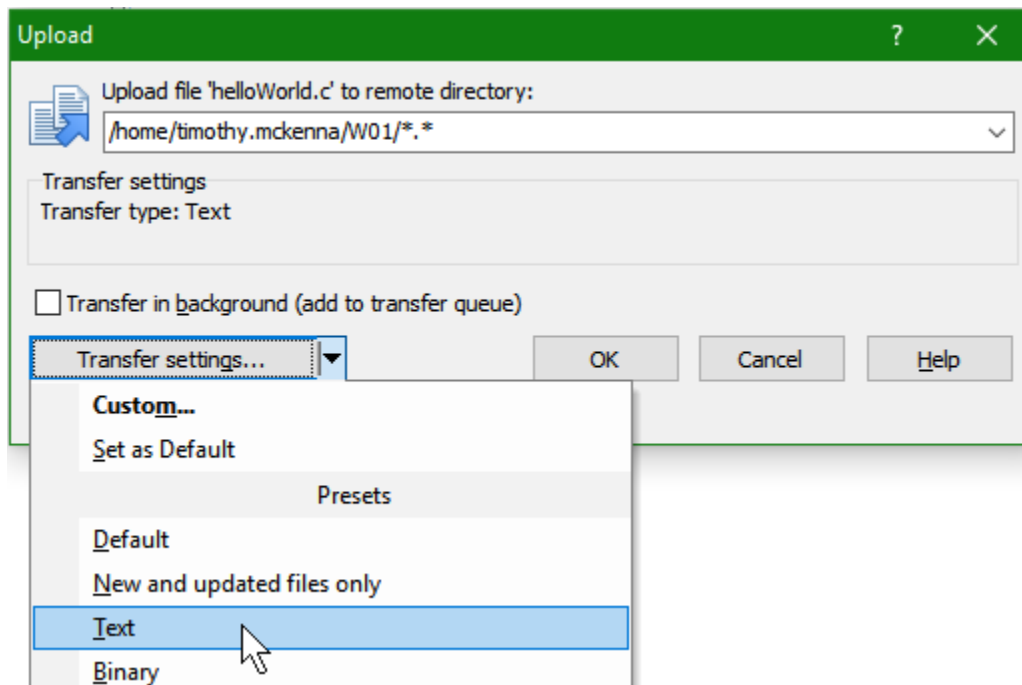 Upload
?
Upload file 'helloWorld.c' to remote directory:
/home/timothy.mckenna/W01/*.*
Transfer settings
Transfer type: Text
Transfer in background (add to transfer queue)
Transfer settings... OK Cancel Help
Custom...
Set as Default
Presets
Default
New and updated files only
Text
Binary